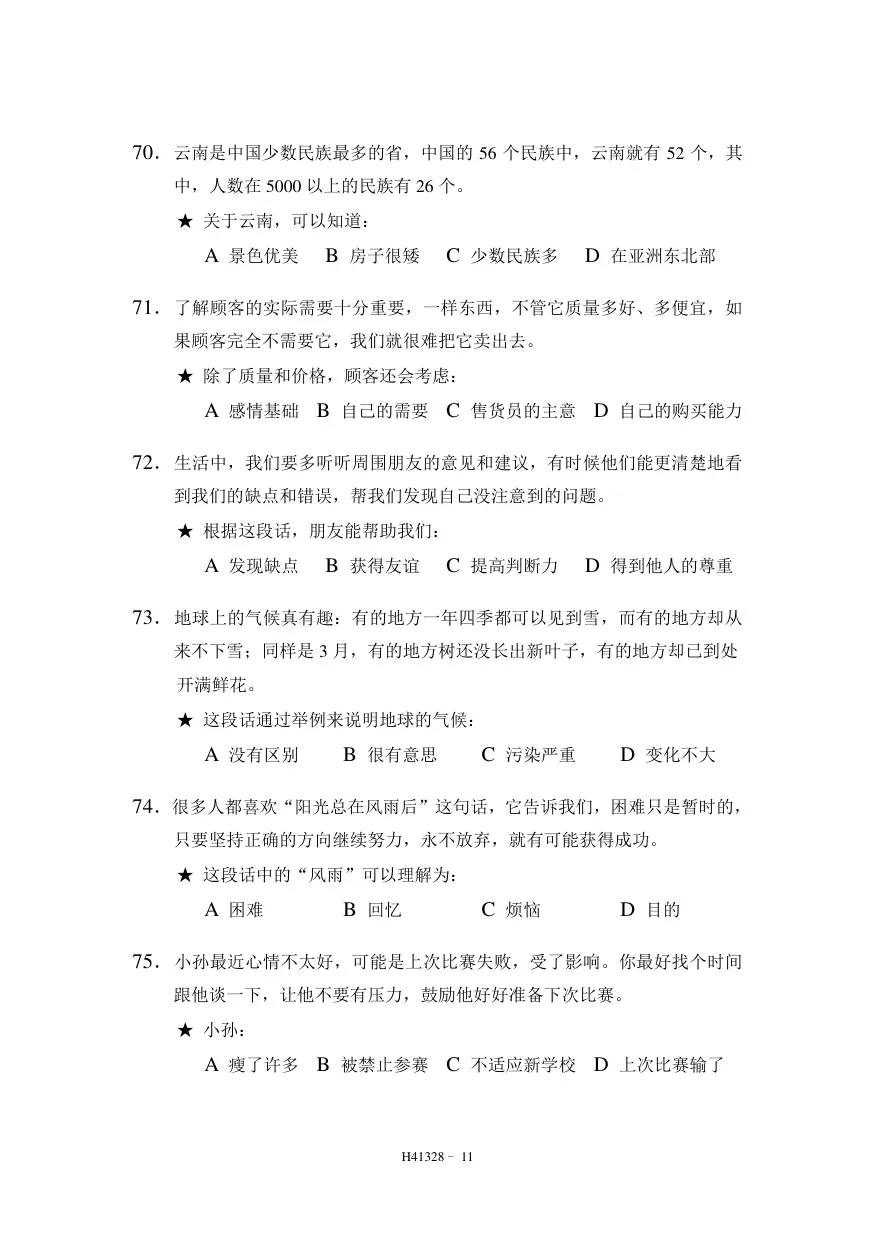 70．云南是中国少数民族最多的省，中国的 56 个民族中，云南就有 52 个，其
中，人数在 5000 以上的民族有 26 个。
★ 关于云南，可以知道：
A 景色优美 B 房子很矮 C 少数民族多 D 在亚洲东北部
71．了解顾客的实际需要十分重要，一样东西，不管它质量多好、多便宜，如
果顾客完全不需要它，我们就很难把它卖出去。
★ 除了质量和价格，顾客还会考虑：
A 感情基础 B 自己的需要 C 售货员的主意 D 自己的购买能力
72．生活中，我们要多听听周围朋友的意见和建议，有时候他们能更清楚地看
到我们的缺点和错误，帮我们发现自己没注意到的问题。
★ 根据这段话，朋友能帮助我们：
A 发现缺点 B 获得友谊 C 提高判断力 D 得到他人的尊重
73．地球上的气候真有趣：有的地方一年四季都可以见到雪，而有的地方却从
来不下雪；同样是 3 月，有的地方树还没长出新叶子，有的地方却已到处
开满鲜花。
★ 这段话通过举例来说明地球的气候：
A 没有区别 B 很有意思 C 污染严重 D 变化不大
74．很多人都喜欢“阳光总在风雨后”这句话，它告诉我们，困难只是暂时的，
只要坚持正确的方向继续努力，永不放弃，就有可能获得成功。
★ 这段话中的“风雨”可以理解为：
A 困难 B 回忆 C 烦恼 D 目的
75．小孙最近心情不太好，可能是上次比赛失败，受了影响。你最好找个时间
跟他谈一下，让他不要有压力，鼓励他好好准备下次比赛。
★ 小孙：
A 瘦了许多 B 被禁止参赛 C 不适应新学校 D 上次比赛输了
H41328﹣ 11